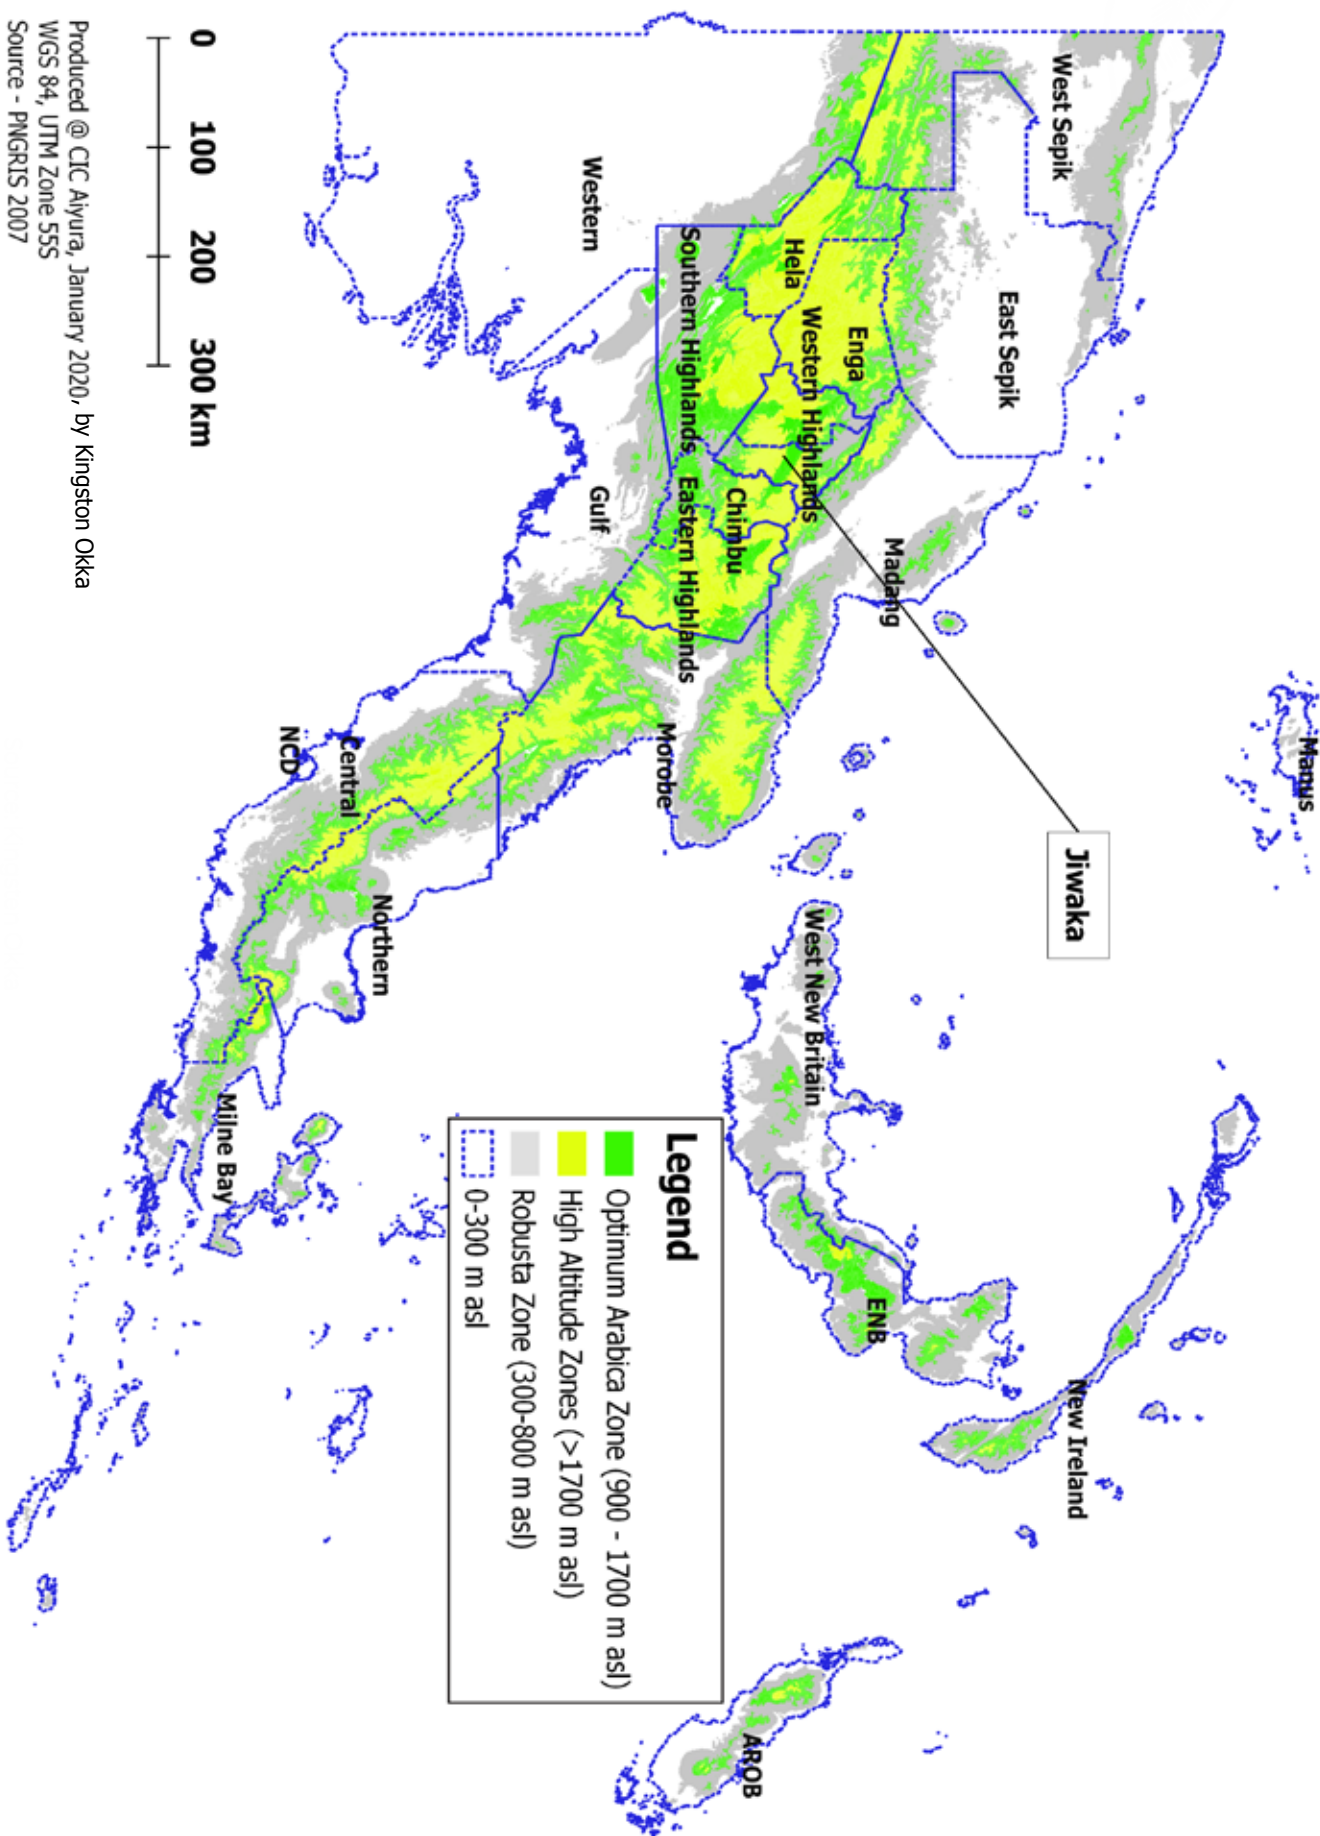 Manus
West Sepik
East Sepik
Jiwaka
New Ireland
Madang
Enga
Hela
Western Highlands
West New Britain
ENB
Chimbu
Southern Highlands
Eastern Highlands
Morobe
AROB
Western
Gulf
Northern
Central
NCD
Milne Bay
Legend
Optimum Arabica Zone (900 - 1700 m asl)
High Altitude Zones (>1700 m asl)
Robusta Zone (300-800 m asl)
0-300 m asl
0 100 200 300 km
Produced @ CIC Aiyura, January 2020, by Kingston Okka
WGS 84, UTM Zone 55S
Source - PNGRIS 2007